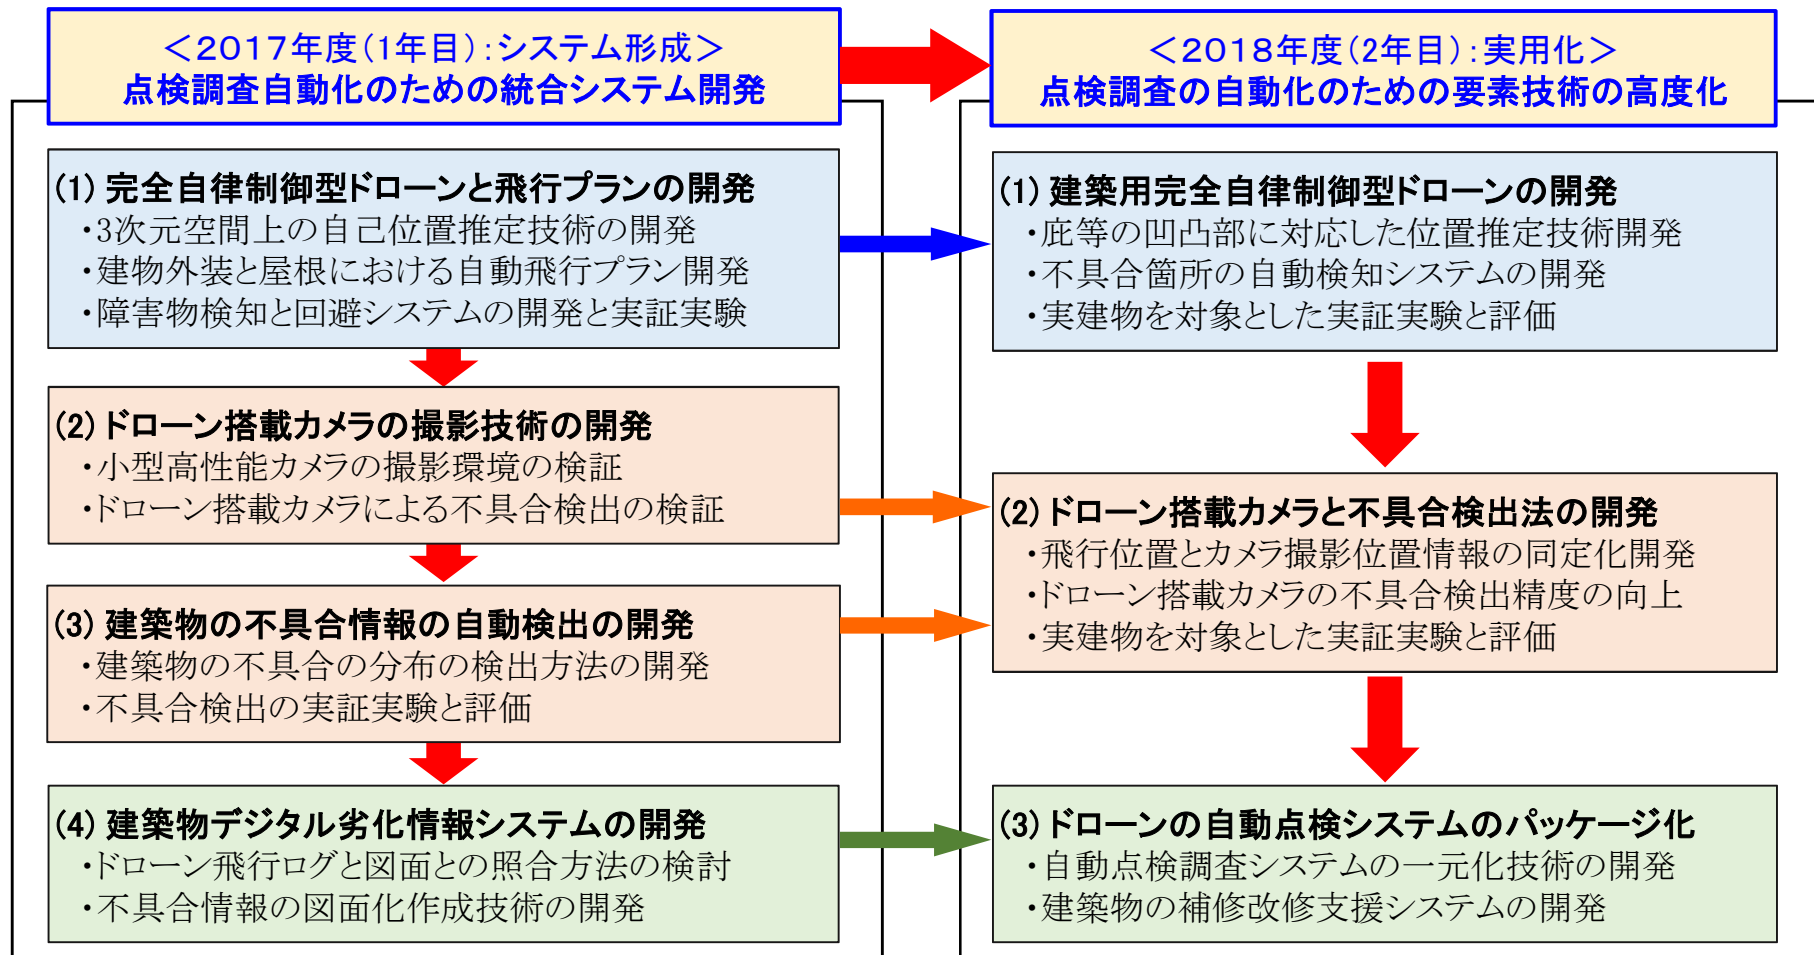 ＜2017年度(1年目)：システム形成＞
点検調査自動化のための統合システム開発
(1) 完全自律制御型ドローンと飛行プランの開発
・3次元空間上の自己位置推定技術の開発
・建物外装と屋根における自動飛行プラン開発
・障害物検知と回避システムの開発と実証実験
(2) ドローン搭載カメラの撮影技術の開発
・小型高性能カメラの撮影環境の検証
・ドローン搭載カメラによる不具合検出の検証
(3) 建築物の不具合情報の自動検出の開発
・建築物の不具合の分布の検出方法の開発
・不具合検出の実証実験と評価
(4) 建築物デジタル劣化情報システムの開発
・ドローン飛行ログと図面との照合方法の検討
・不具合情報の図面化作成技術の開発
＜2018年度(2年目)：実用化＞
点検調査の自動化のための要素技術の高度化
(1) 建築用完全自律制御型ドローンの開発
・庇等の凹凸部に対応した位置推定技術開発
・不具合箇所の自動検知システムの開発
・実建物を対象とした実証実験と評価
(2) ドローン搭載カメラと不具合検出法の開発
・飛行位置とカメラ撮影位置情報の同定化開発
・ドローン搭載カメラの不具合検出精度の向上
・実建物を対象とした実証実験と評価
(3) ドローンの自動点検システムのパッケージ化
・自動点検調査システムの一元化技術の開発
・建築物の補修改修支援システムの開発